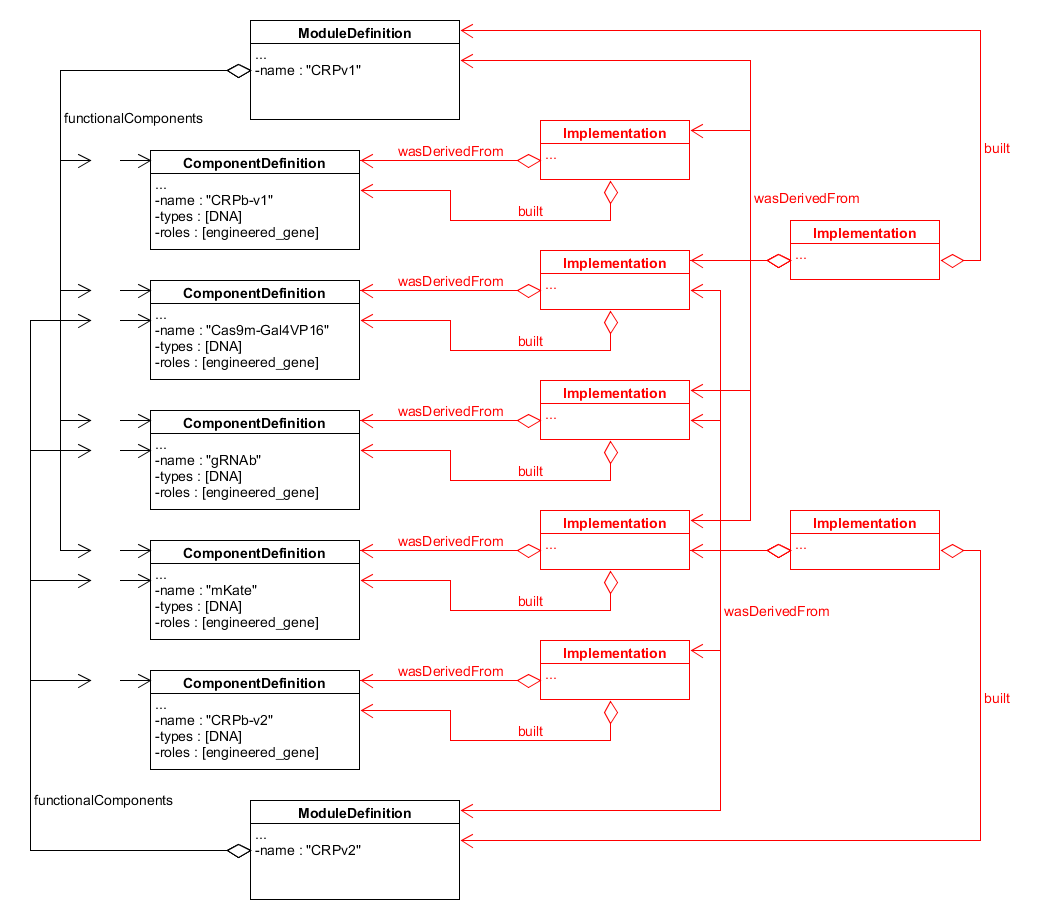 ModuleDefinition
...
-name : "CRPv1"
functionalComponents
Implementation
...
wasDerivedFrom
built
built
ComponentDefinition
...
-name : "CRPb-v1"
-types : [DNA]
-roles : [engineered_gene]
wasDerivedFrom
Implementation
...
Implementation
...
wasDerivedFrom
built
ComponentDefinition
...
-name : "Cas9m-Gal4VP16"
-types : [DNA]
-roles : [engineered_gene]
Implementation
...
wasDerivedFrom
built
ComponentDefinition
...
-name : "gRNAb"
-types : [DNA]
-roles : [engineered_gene]
Implementation
...
wasDerivedFrom
built
Implementation
...
ComponentDefinition
...
-name : "mKate"
-types : [DNA]
-roles : [engineered_gene]
wasDerivedFrom
Implementation
...
wasDerivedFrom
built
built
ComponentDefinition
...
-name : "CRPb-v2"
-types : [DNA]
-roles : [engineered_gene]
functionalComponents
ModuleDefinition
...
-name : "CRPv2"